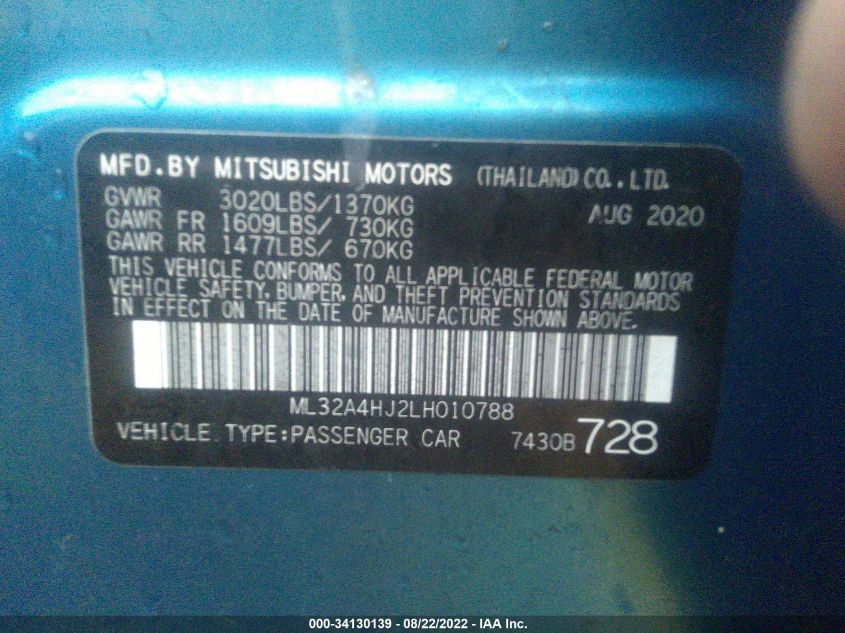 MFD.BY MITSUBISHI MOTORS (THAILAND) CO., LTD.
GVWR 3020LBS/1370KG AUG 2020
GAWR FR 1609LBS/ 730KG
GAWR RR 1477LBS/ 670KG
THIS VEHICLE CONFORMS TO ALL APPLICABLE FEDERAL MOTOR
VEHICLE SAFETY, BUMPER, AND THEFT PREVENTION STANDARDS
IN EFFECT ON THE DATE OF MANUFACTURE SHOWN ABOVE.
ML32A4HJ2LH010788
VEHICLE TYPE:PASSENGER CAR 7430B 728
000-34130139 - 08/22/2022 - IAA Inc.